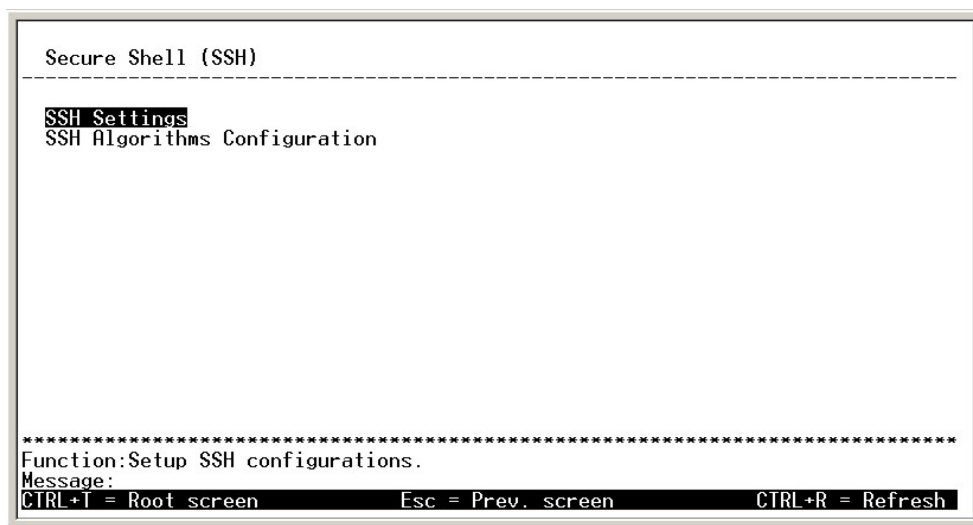 Secure Shell (SSH)
--------------------------------------------------------------------------------
SSH Settings
SSH Algorithms Configuration
********************************************************************************
Function:Setup SSH configurations.
Message:
CTRL+T = Root screen Esc = Prev. screen CTRL+R = Refresh